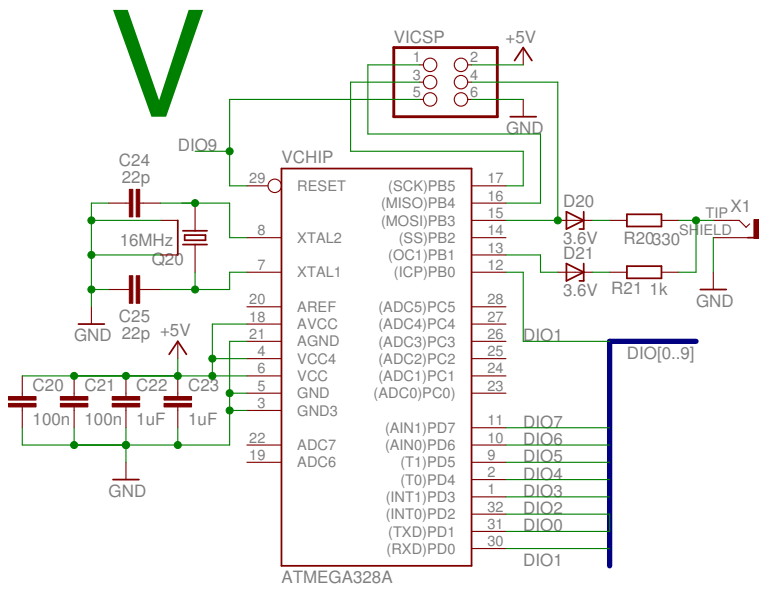 V
VICSP
+5V
1 2
3 4
5 6
GND
DIO9
VCHIP
C24
22p
16MHz
Q20
C25
22p
GND
29 RESET
8 XTAL2
7 XTAL1
20 AREF
18 AVCC
21 AGND
4 VCC4
6 VCC
5 GND
3 GND3
22 ADC7
19 ADC6
(SCK)PB5 17
(MISO)PB4 16
(MOSI)PB3 15
(SS)PB2 14
(OC1)PB1 13
(ICP)PB0 12
(ADC5)PC5 28
(ADC4)PC4 27
(ADC3)PC3 26
(ADC2)PC2 25
(ADC1)PC1 24
(ADC0)PC0) 23
(AIN1)PD7 11
(AIN0)PD6 10
(T1)PD5 9
(T0)PD4 2
(INT1)PD3 1
(INT0)PD2 32
(TXD)PD1 31
(RXD)PD0 30
ATMEGA328A
D20
3.6V
R20 330
D21
3.6V
R21 1k
TIP
SHIELD
X1
GND
DIO1
DIO[0..9]
DIO7
DIO6
DIO5
DIO4
DIO3
DIO2
DIO0
DIO1
+5V
C20 C21 C22 C23
100n 100n 1uF 1uF
GND